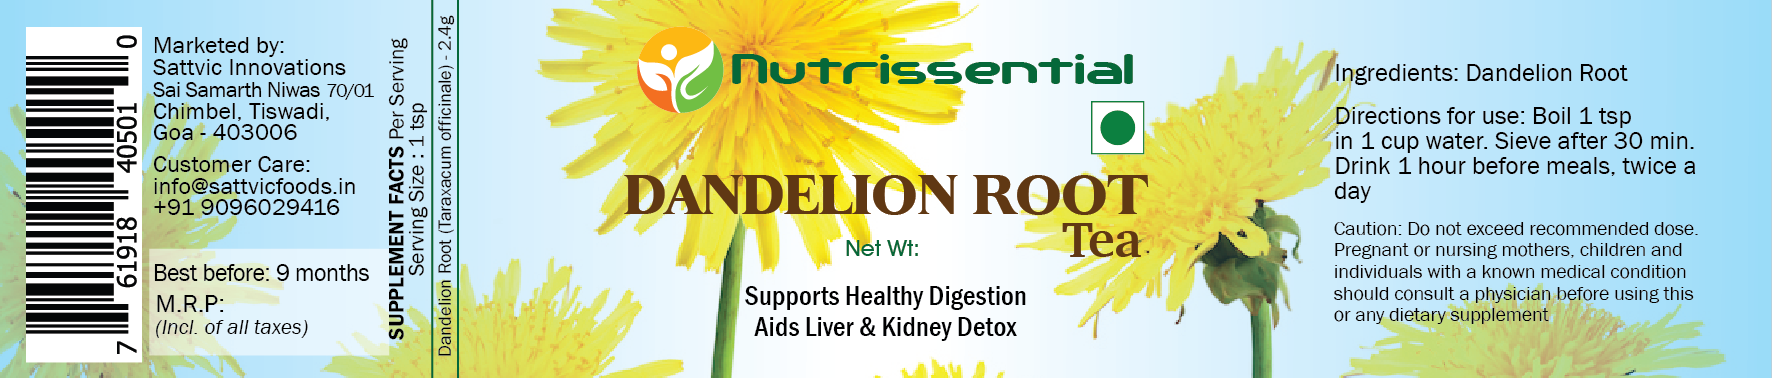 7 61918 40501 0
Marketed by:
Sattvic Innovations
Sai Samarth Niwas 70/01
Chimbel, Tiswadi,
Goa - 403006
Customer Care:
info@sattvicfoods.in
+91 9096029416
Best before: 9 months
M.R.P:
(Incl. of all taxes)
SUPPLEMENT FACTS Per Serving
Serving Size : 1 tsp
Dandelion Root (Taraxacum officinale) - 2.4g
Nutrissential
DANDELION ROOT
Tea
Net Wt:
Supports Healthy Digestion
Aids Liver & Kidney Detox
Ingredients: Dandelion Root
Directions for use: Boil 1 tsp
in 1 cup water. Sieve after 30 min.
Drink 1 hour before meals, twice a
day
Caution: Do not exceed recommended dose.
Pregnant or nursing mothers, children and
individuals with a known medical condition
should consult a physician before using this
or any dietary supplement